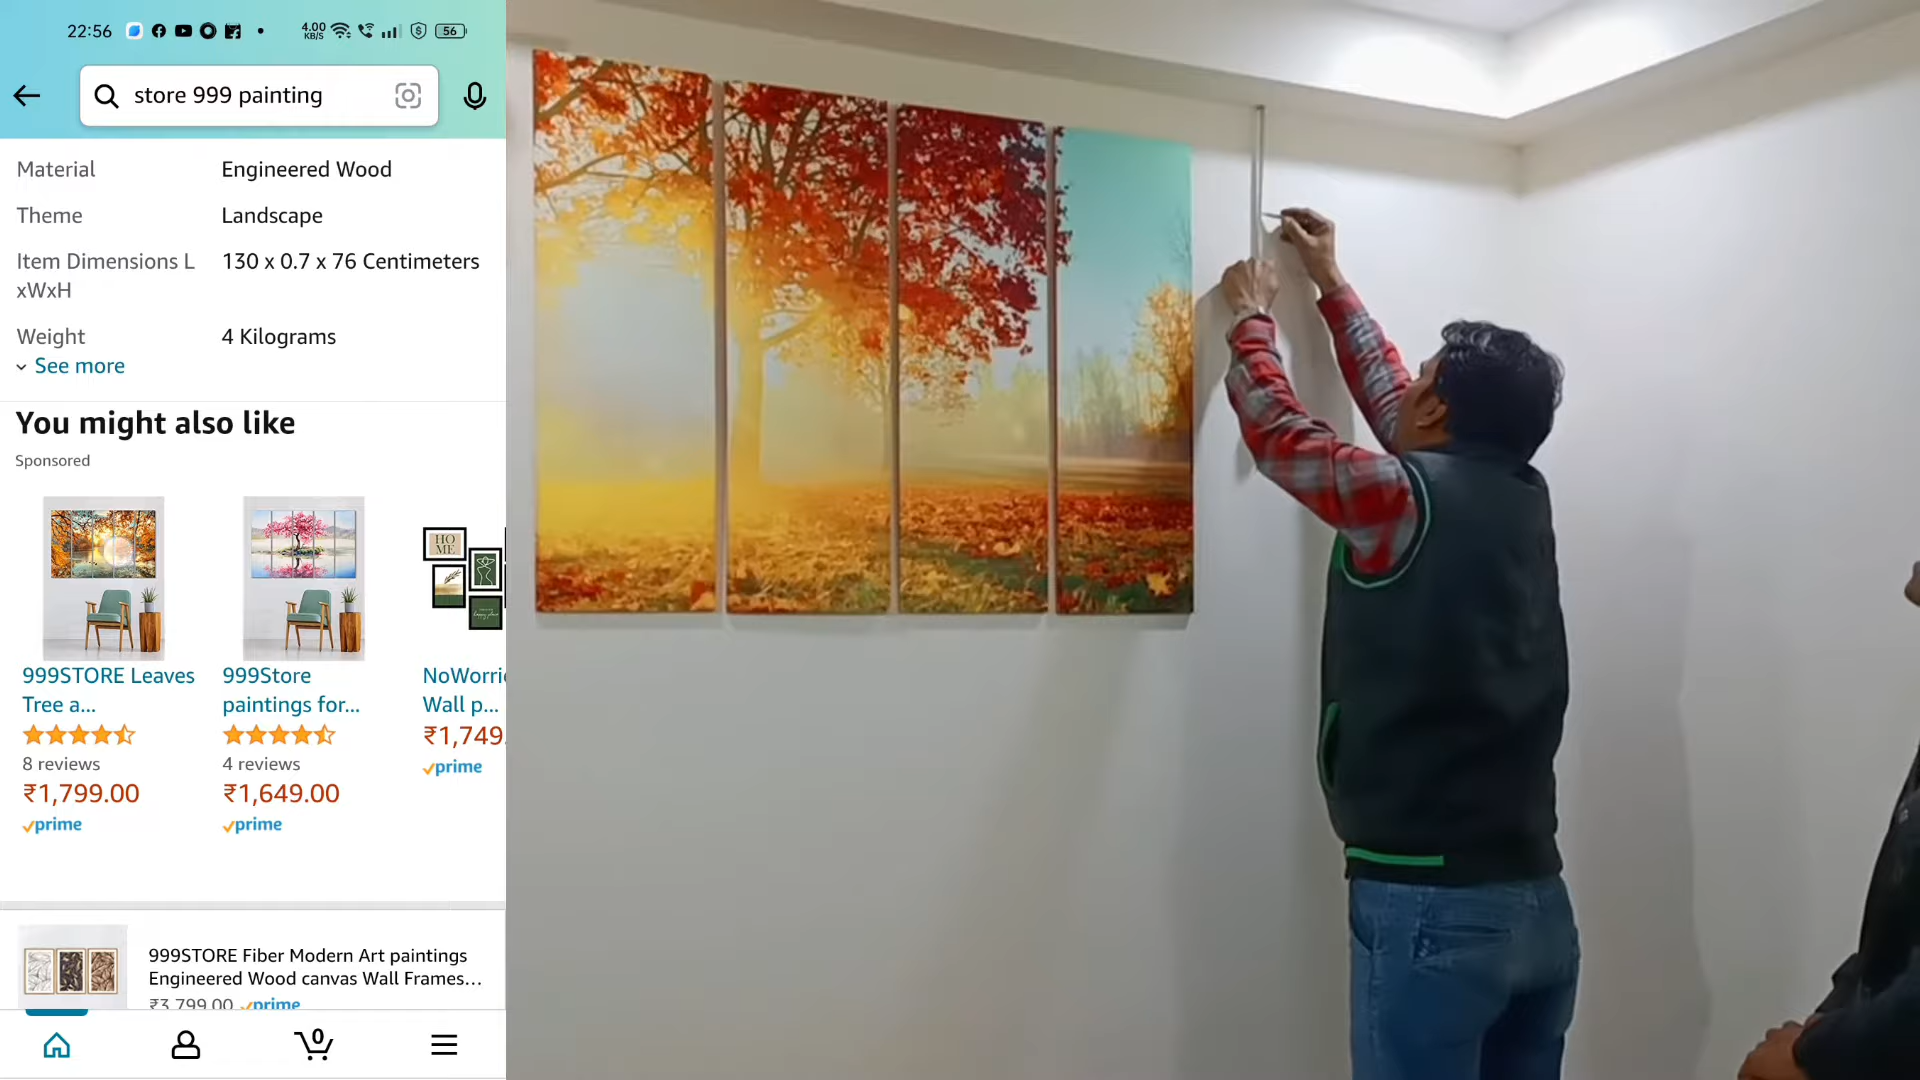 22:56
4.00
KB/S
56
store 999 painting
Material Engineered Wood
Theme Landscape
Item Dimensions L 130 x 0.7 x 76 Centimeters
xWxH
Weight 4 Kilograms
See more
You might also like
Sponsored
HO
ME
999STORE Leaves
Tree a...
8 reviews
₹1,799.00
prime
999Store
paintings for...
4 reviews
₹1,649.00
prime
NoWorri
Wall p...
₹1,749.
prime
999STORE Fiber Modern Art paintings
Engineered Wood canvas Wall Frames...
₹3,799.00 prime
0